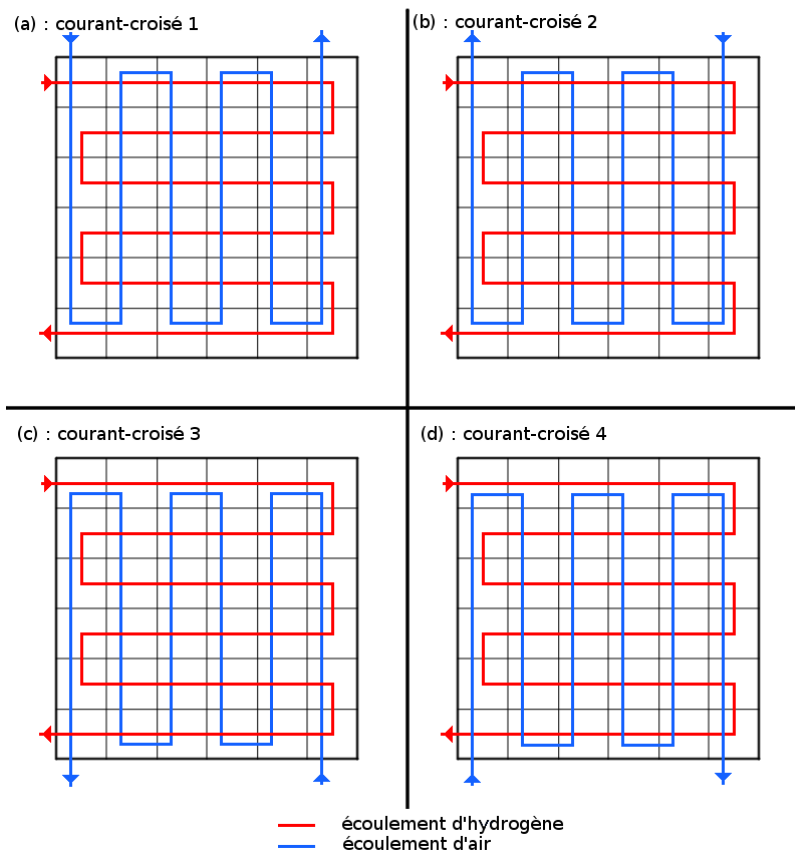 (a) : courant-croisé 1
(b) : courant-croisé 2
(c) : courant-croisé 3
(d) : courant-croisé 4
écoulement d'hydrogène
écoulement d'air